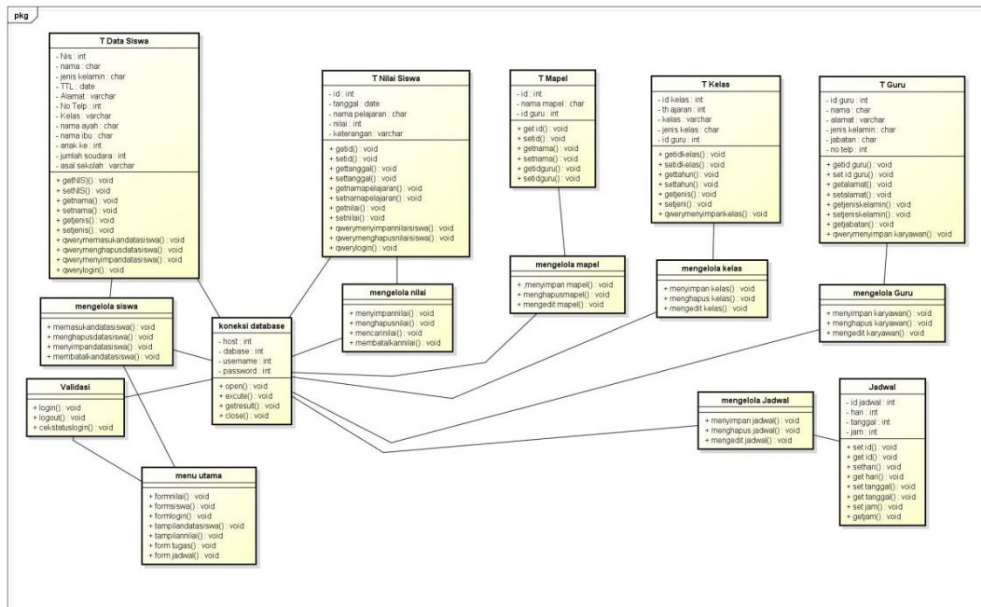 pkg
T Data Siswa
- Nis : int
- nama : char
- jenis kelamin : char
- TTL : date
- Alamat : varchar
- No Telp : int
- Kelas : varchar
- nama ayah : char
- nama ibu : char
- anak ke : int
- jumlah soudara : int
- asal sekolah : varchar
+ getNIS)() : void
+ setNIS() : void
+ getnama() : void
+ setnama() : void
+ getjenis() : void
+ setjenis() : void
+ qwerymemasukandatasiswa() : void
+ qwerymenghapusdatasiswa() : void
+ qwerymenyimpandatasiswa() : void
+ qwerylogin() : void
T Nilai Siswa
- id : int
- tanggal : date
- nama pelajaran : char
- nilai : int
- keterangan : varchar
+ getid() : void
+ setid() : void
+ gettanggal() : void
+ settanggal() : void
+ getnamapelajaran() : void
+ setnamapelajaran() : void
+ getnilai() : void
+ setnilai() : void
+ qwerymenyimpannilaisiswa() : void
+ qwerymenghapusnilaisiswa() : void
+ qwerylogin() : void
T Mapel
- id : int
- nama mapel : char
- id guru : int
+ get id() : void
+ setid() : void
+ getnama() : void
+ setnama() : void
+ getidguru() : void
+ setidguru() : void
T Kelas
- id kelas : int
- th ajaran : int
- kelas : varchar
- jenis kelas : char
- id guru : int
+ getidkelas() : void
+ setidkelas() : void
+ gettahun() : void
+ settahun() : void
+ getjenis() : void
+ setjeni() : void
+ qwerymenyimpankelas() : void
T Guru
- id guru : int
- nama : char
- alamat : varchar
- jenis kelamin : char
- jabatan : char
- no telp : int
+ getid guru() : void
+ set id guru() : void
+ getalamat() : void
+ setalamat() : void
+ getjeniskelamin() : void
+ setjeniskelamin() : void
+ getjabatan() : void
+ qwerymenyimpan karyawan() : void
mengelola siswa
+ memasukandatasiswa() : void
+ menghapusdatasiswa() : void
+ menyimpandatasiswa() : void
+ membatalkandatasiswa() : void
koneksi database
- host : int
- dabase : int
- username : int
- password : int
+ open() : void
+ excute() : void
+ getresult() : void
+ close() : void
mengelola nilai
+ menyimpannilai() : void
+ menghapusnilai() : void
+ mencarinilai() : void
+ membatalkannilai() : void
mengelola mapel
+ ,menyimpan mapel() : void
+ menghapusmapel() : void
+ mengedit mapel() : void
mengelola kelas
+ menyimpan kelas() : void
+ menghapus kelas() : void
+ mengedit kelas() : void
mengelola Guru
+ menyimpan karyawan() : void
+ menghapus karyawan() : void
+ mengedit karyawan() : void
Validasi
+ login() : void
+ logout() : void
+ cekstatuslogin() : void
mengelola Jadwal
+ menyimpan jadwal() : void
+ menghapus jadwal() : void
+ mengedit jadwal() : void
Jadwal
- id jadwal : int
- hari : int
- tanggal : int
- jam : int
+ set id() : void
+ get id() : void
+ sethari() : void
+ get hari() : void
+ set tanggal() : void
+ get tanggal() : void
+ set jam() : void
+ getjam() : void
menu utama
+ formnilai() : void
+ formsiswa() : void
+ formlogin() : void
+ tampilandatasiswa() : void
+ tampilannilai() : void
+ form tugas() : void
+ form jadwal() : void